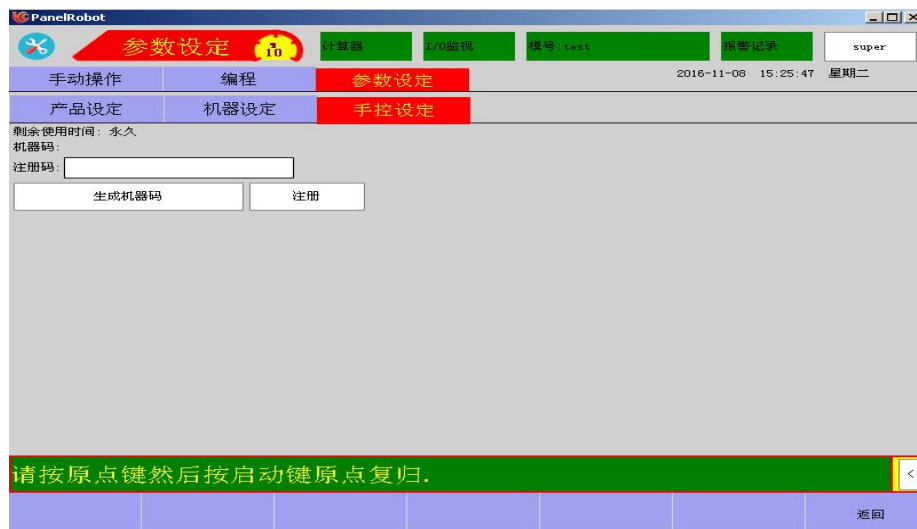 PanelRobot
参数设定 10 计算器 I/O监视 模号:test 报警记录 super
手动操作 编程 参数设定 2016-11-08 15:25:47 星期二
产品设定 机器设定 手控设定
剩余使用时间: 永久
机器码:
注册码:
生成机器码 注册
请按原点键然后按启动键原点复归. <
返回